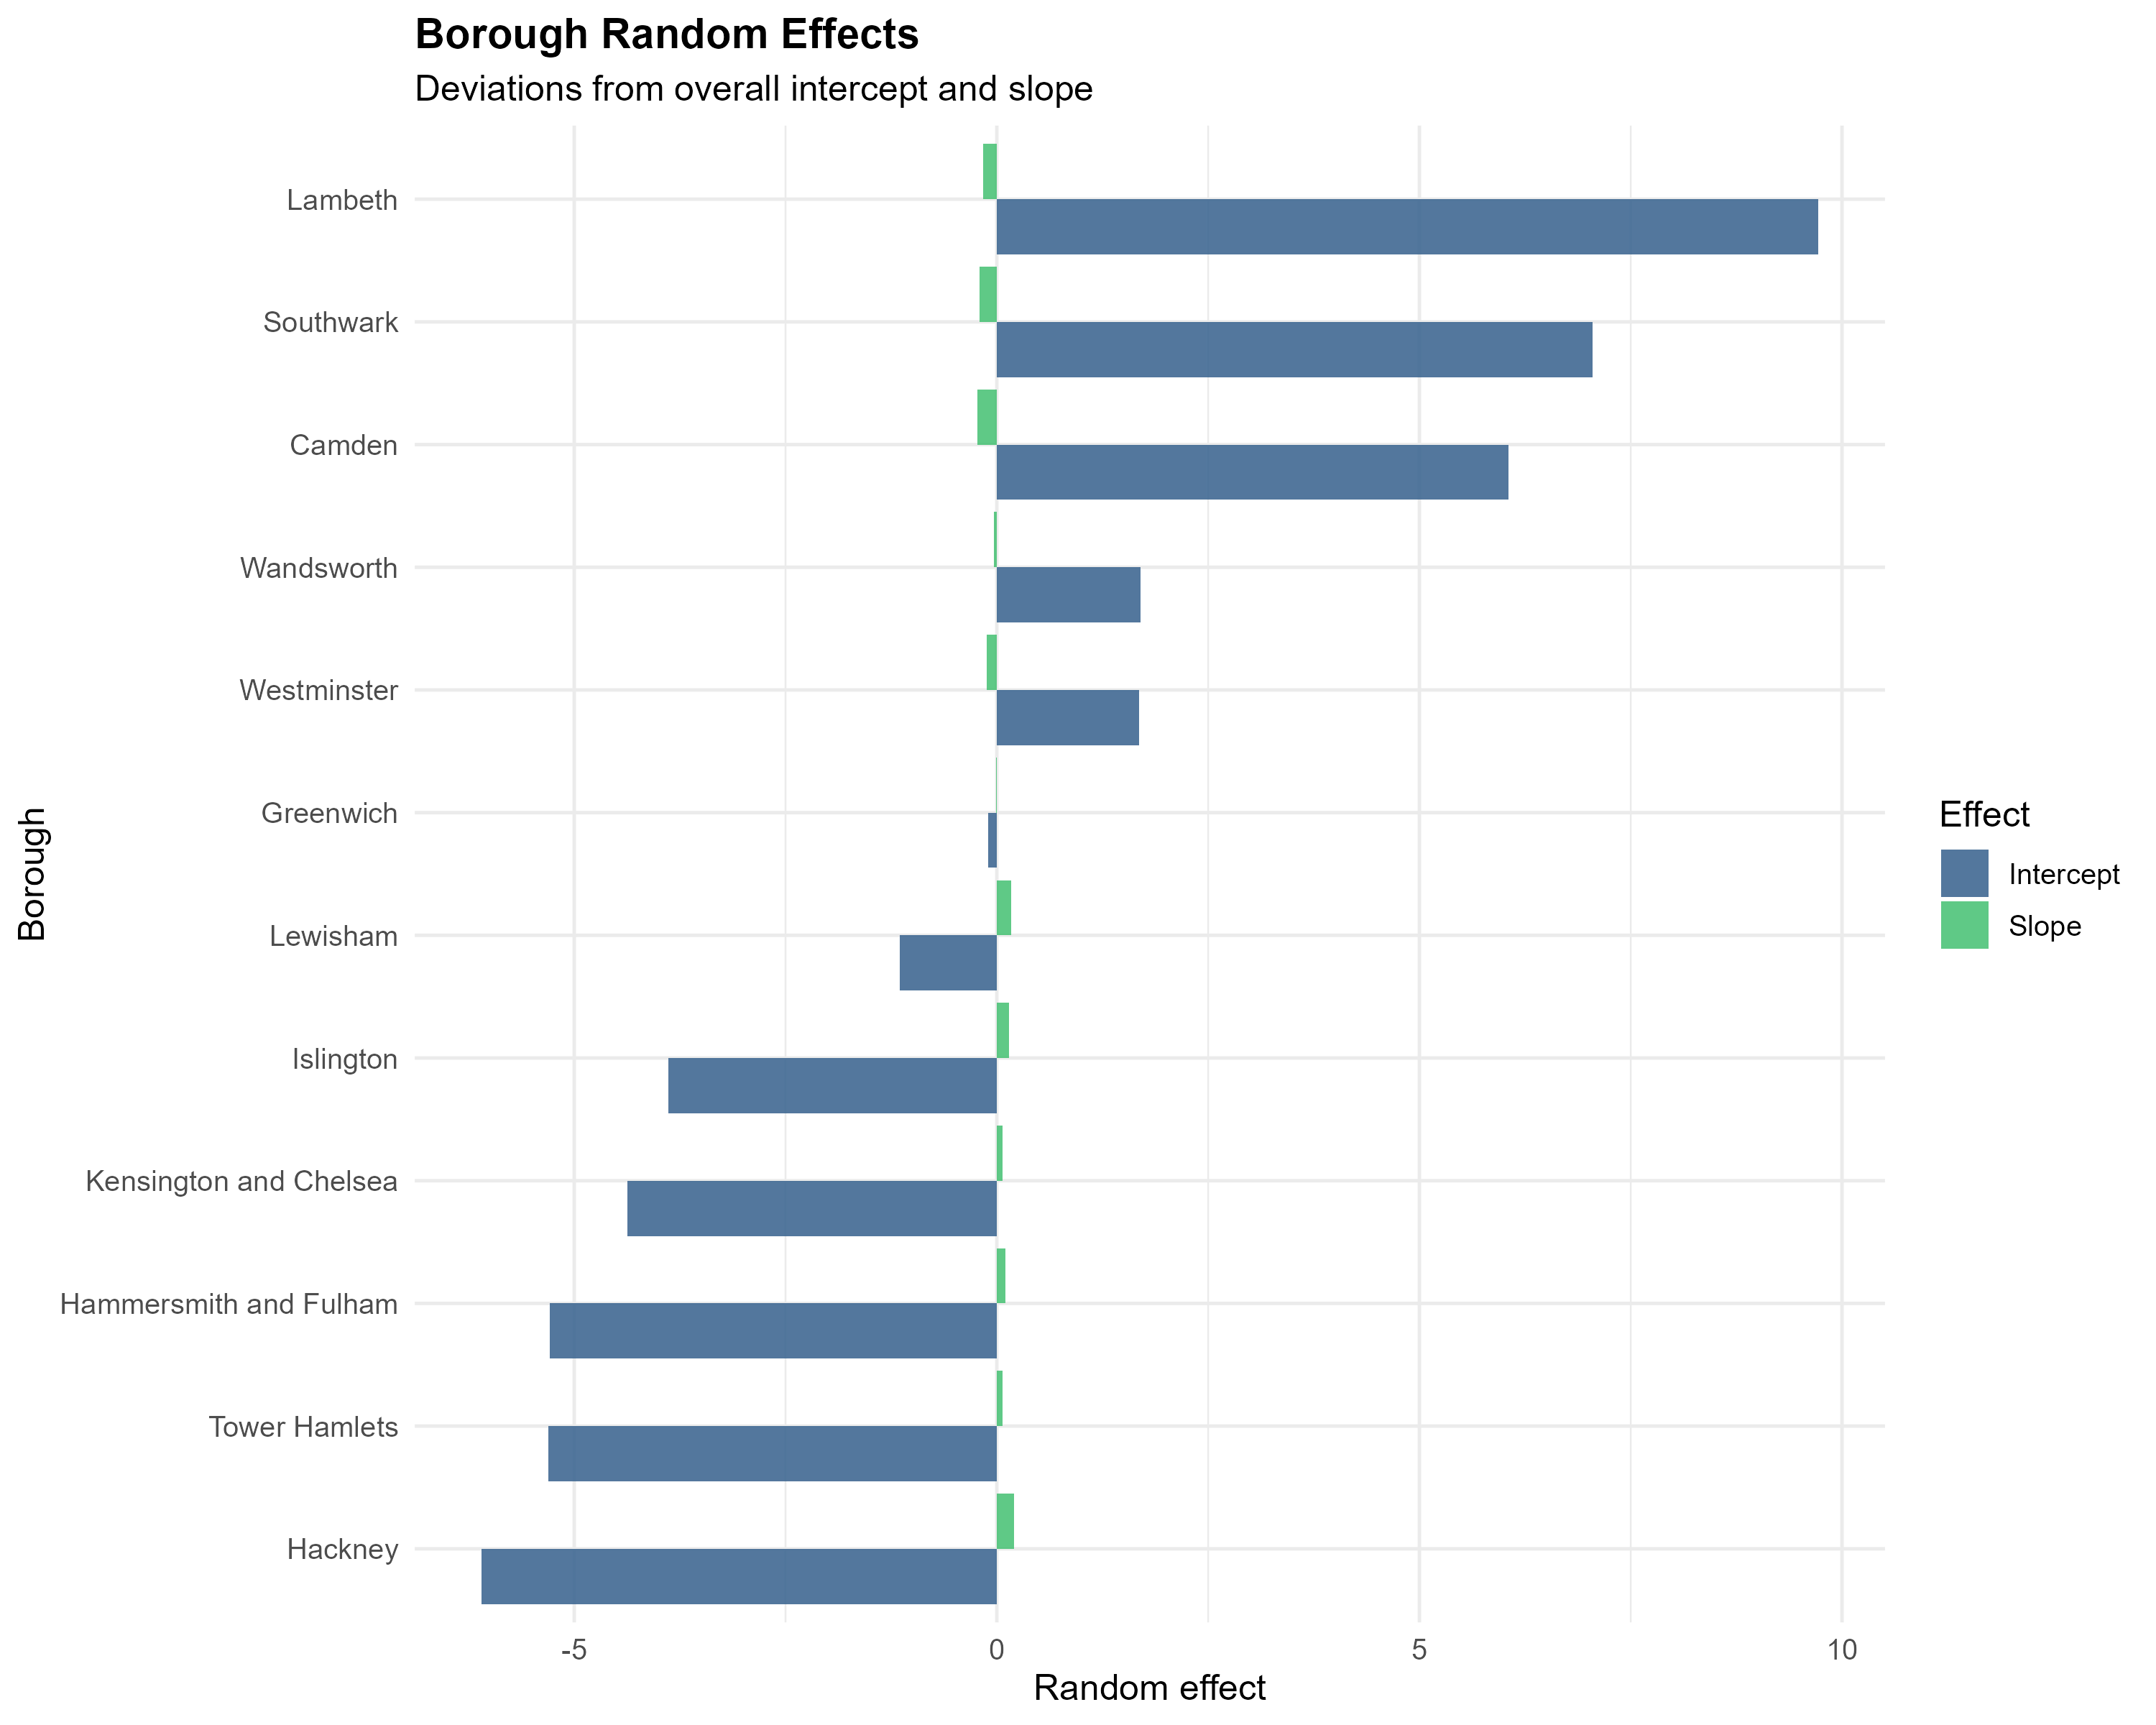 Borough Random Effects
Deviations from overall intercept and slope
Lambeth
Southwark
Camden
Wandsworth
Westminster
Greenwich
Lewisham
Islington
Kensington and Chelsea
Hammersmith and Fulham
Tower Hamlets
Hackney
Borough
-5 0 5 10
Random effect
Effect
Intercept
Slope